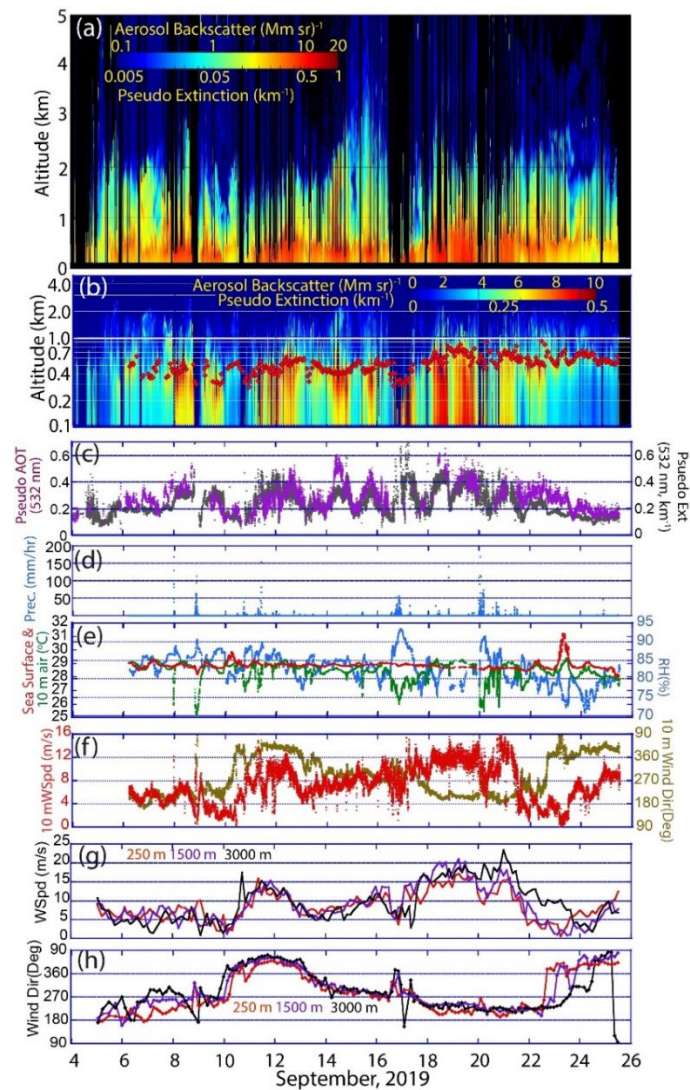 (a)
Aerosol Backscatter (Mm sr)-1
0.1 1 10 20
0.005 0.05 0.5 1
Pseudo Extinction (km-1)
Altitude (km)
5
4
3
2
1
0
(b)
Aerosol Backscatter (Mm sr)-1
Pseudo Extinction (km-1)
0 2 4 6 8 10
0 0.25 0.5
Altitude (km)
4.0
2.0
1.0
0.7
0.4
0.2
0.1
(c)
Pseudo AOT
(532 nm)
0.6
0.4
0.2
0
0.6
0.4
0.2
0
Psuedo Ext
(532 nm, km-1)
(d)
Prec. (mm/hr)
200
150
100
50
(e)
Sea Surface &
10 m air (°C)
32
31
30
29
28
27
26
25
95
90
85
80
75
70
RH(%)
(f)
10 mWSpd (m/s)
16
12
8
4
0
90
360
270
180
90
10 m Wind Dir(Deg)
(g)
250 m 1500 m 3000 m
WSpd (m/s)
25
20
15
10
5
0
(h)
250 m 1500 m 3000 m
Wind Dir(Deg)
90
360
270
180
90
4 6 8 10 12 14 16 18 20 22 24 26
September, 2019